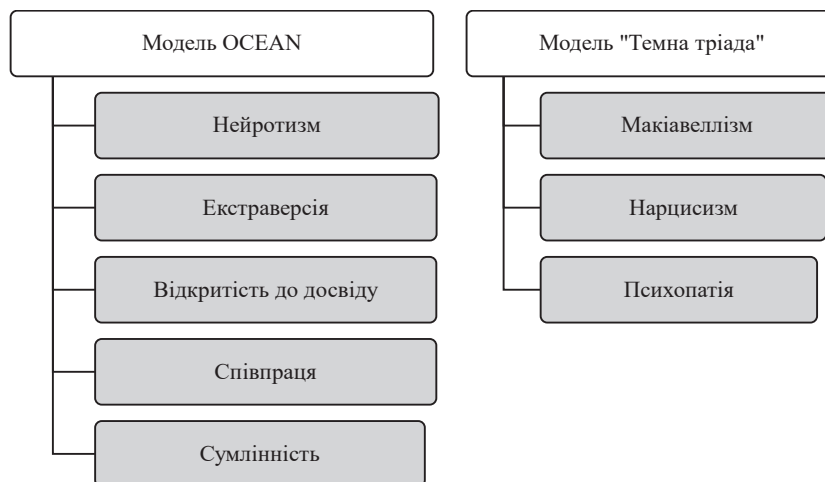 Модель OCEAN
Нейротизм
Екстраверсія
Відкритість до досвіду
Співпраця
Сумлінність
Модель "Темна тріада"
Макіавеллізм
Нарцисизм
Психопатія